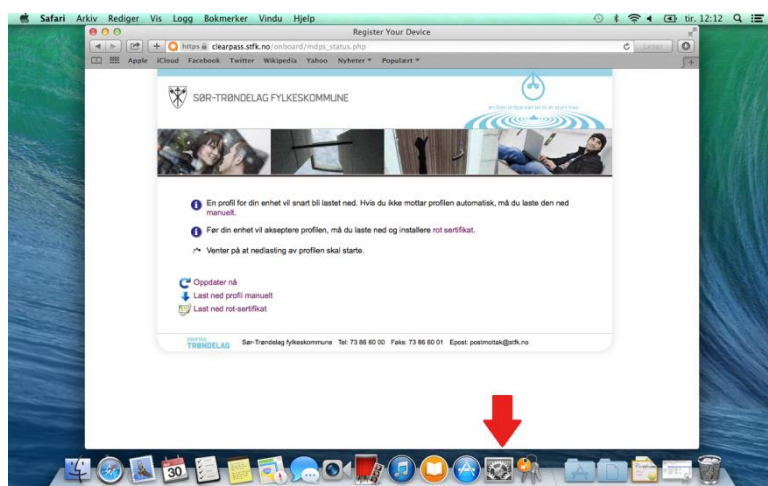 Safari Arkiv Rediger Vis Logg Bokmerker Vindu Hjelp tir. 12:12
Register Your Device
https clearpass.stfk.no/onboard/mdps_status.php Leser
Apple iCloud Facebook Twitter Wikipedia Yahoo Nyheter Populært
SØR-TRØNDELAG FYLKESKOMMUNE
En profil for din enhet vil snart bli lastet ned. Hvis du ikke mottar profilen automatisk, må du laste den ned
manuelt.
Før din enhet vil akseptere profilen, må du laste ned og installere rot sertifikat.
Venter på at nedlasting av profilen skal starte.
Oppdater nå
Last ned profil manuelt
Last ned rot-sertifikat
TRØNDELAG Sør-Trøndelag fylkeskommune Tel: 73 86 60 00 Faks: 73 86 60 01 Epost: postmottak@stfk.no
30